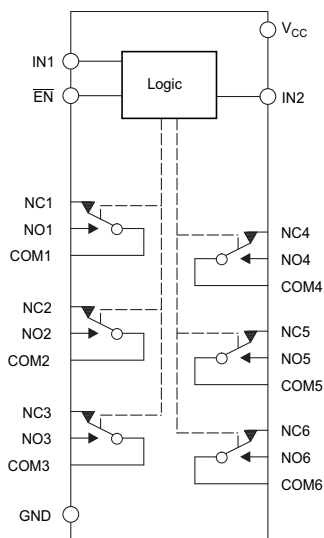 VCC
IN1
Logic
EN
IN2
NC1
NO1
COM1
NC4
NO4
COM4
NC2
NO2
COM2
NC5
NO5
COM5
NC3
NO3
COM3
NC6
NO6
COM6
GND